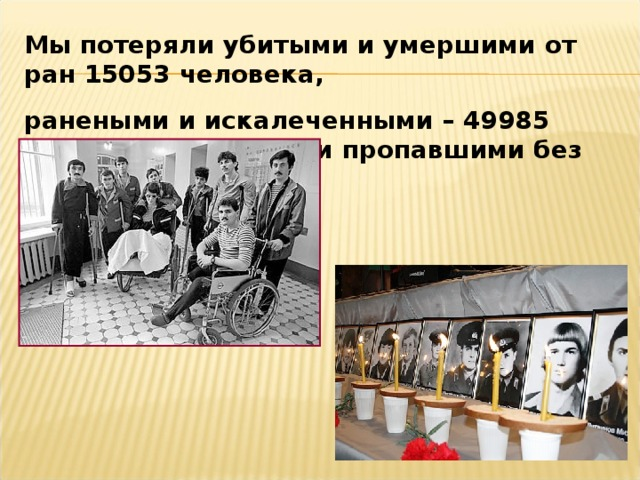 Мы потеряли убитыми и умершими от
ран 15053 человека,
ранеными и искалеченными – 49985
и пропавшими без